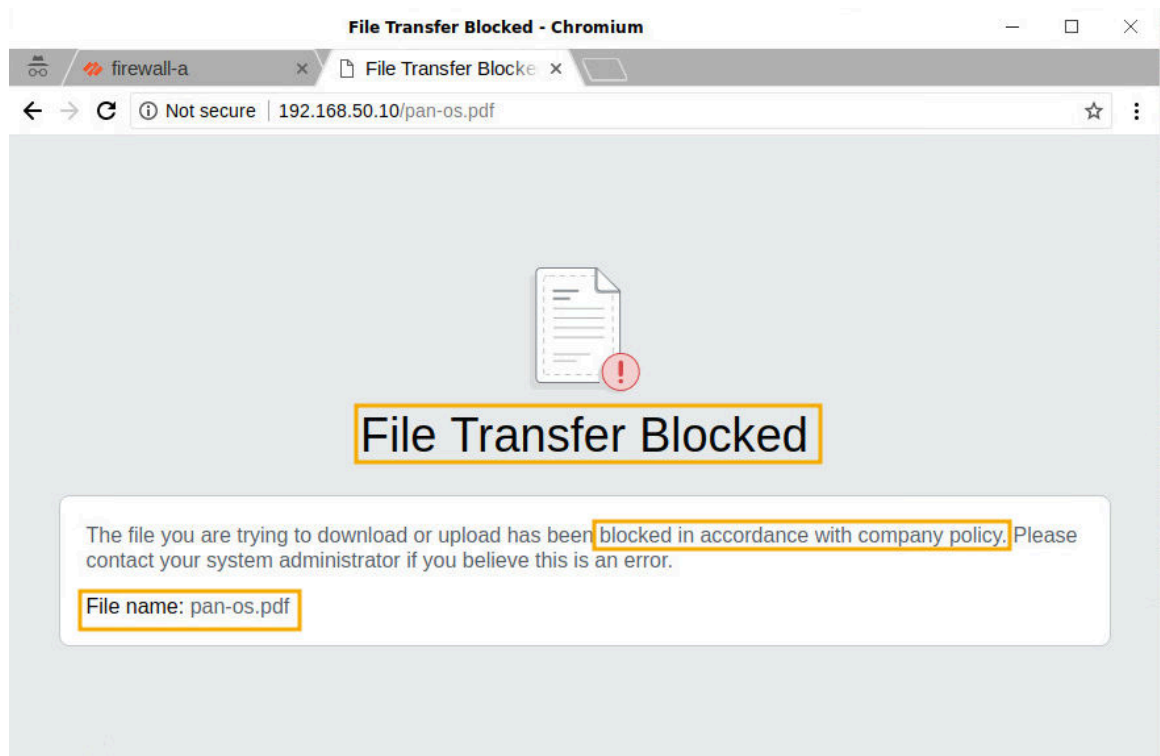 File Transfer Blocked - Chromium
firewall-a
File Transfer Blocke
Not secure | 192.168.50.10/pan-os.pdf
File Transfer Blocked
The file you are trying to download or upload has been blocked in accordance with company policy. Please
contact your system administrator if you believe this is an error.
File name: pan-os.pdf